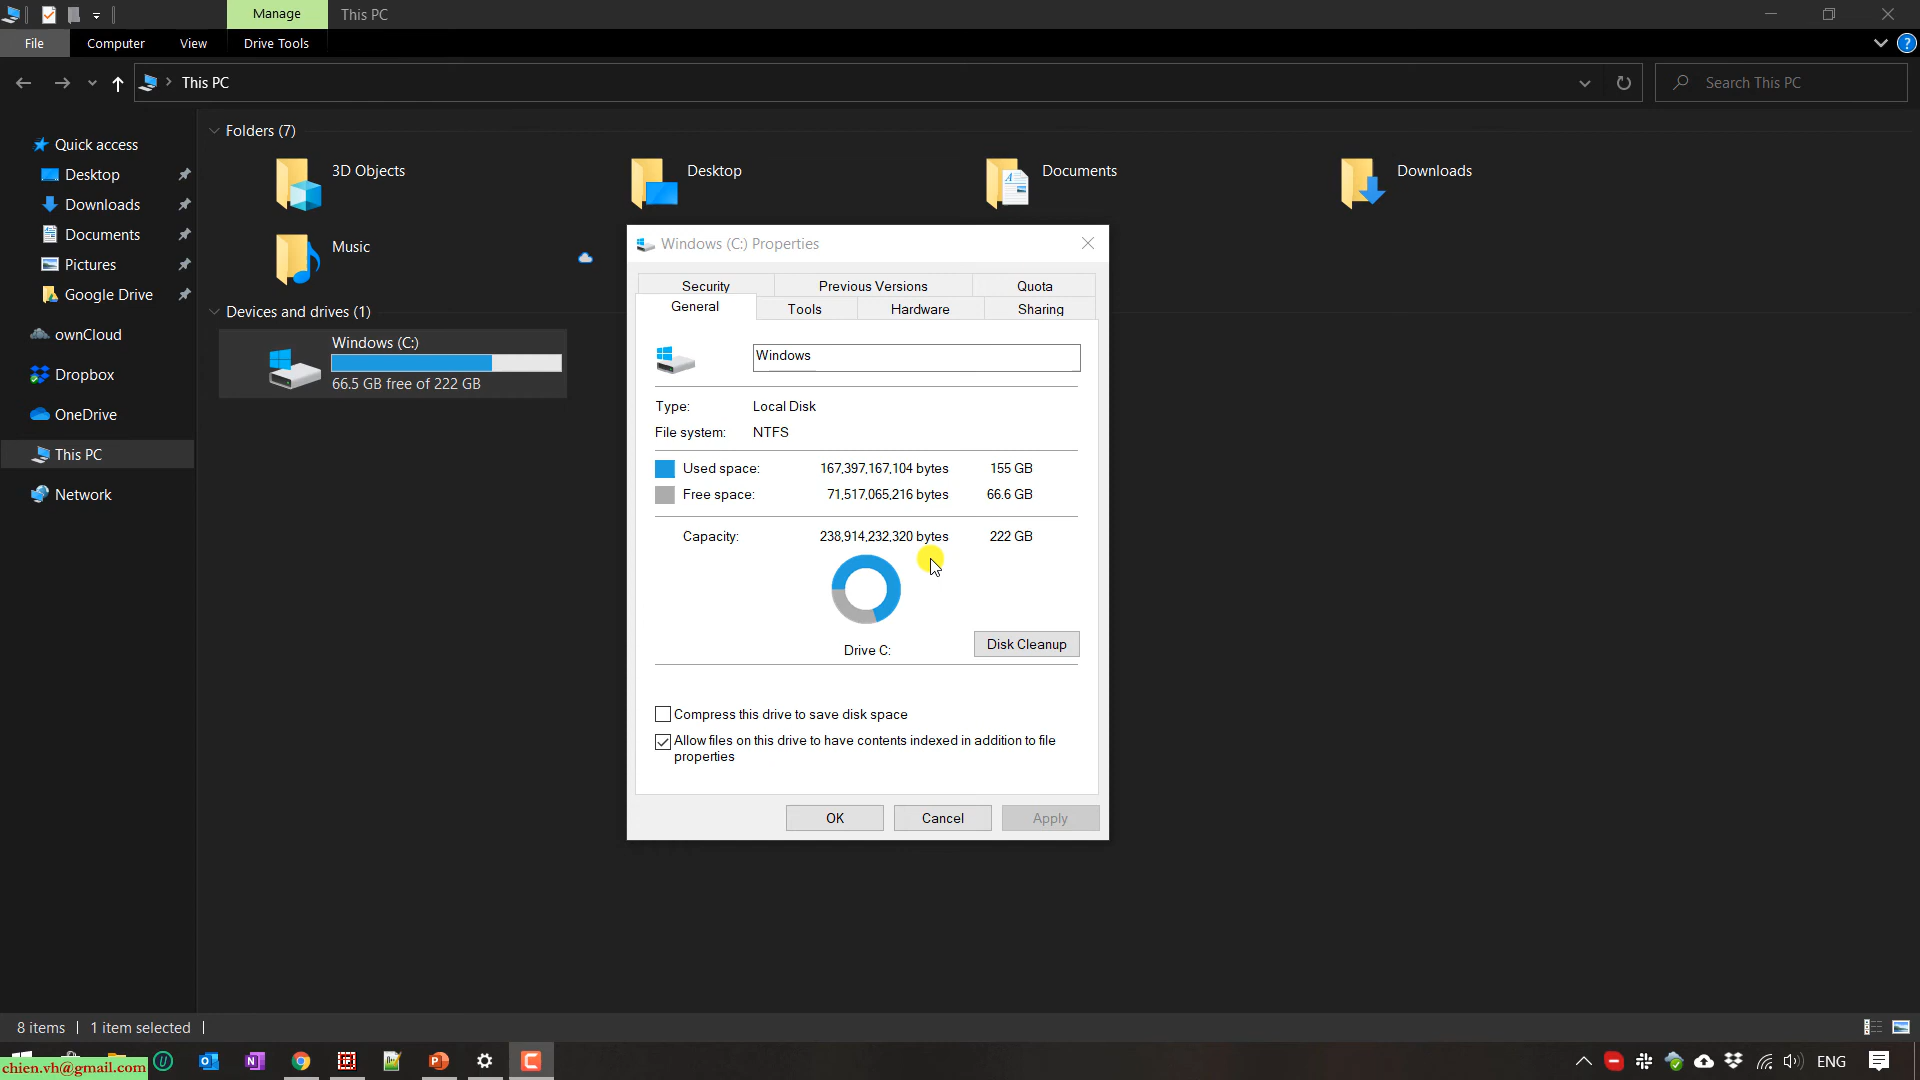 Manage
This PC
File
Computer
View
Drive Tools
This PC
Search This PC
Quick access
Desktop
Downloads
Documents
Pictures
Google Drive
ownCloud
Dropbox
OneDrive
This PC
Network
Folders (7)
3D Objects
Desktop
Documents
Downloads
Music
Devices and drives (1)
Windows (C:)
66.5 GB free of 222 GB
Windows (C:) Properties
Security
Previous Versions
Quota
General
Tools
Hardware
Sharing
Windows
Type: Local Disk
File system: NTFS
Used space: 167,397,167,104 bytes 155 GB
Free space: 71,517,065,216 bytes 66.6 GB
Capacity: 238,914,232,320 bytes 222 GB
Drive C:
Disk Cleanup
Compress this drive to save disk space
Allow files on this drive to have contents indexed in addition to file
properties
OK
Cancel
Apply
8 items
1 item selected
chien.vh@gmail.com
ENG